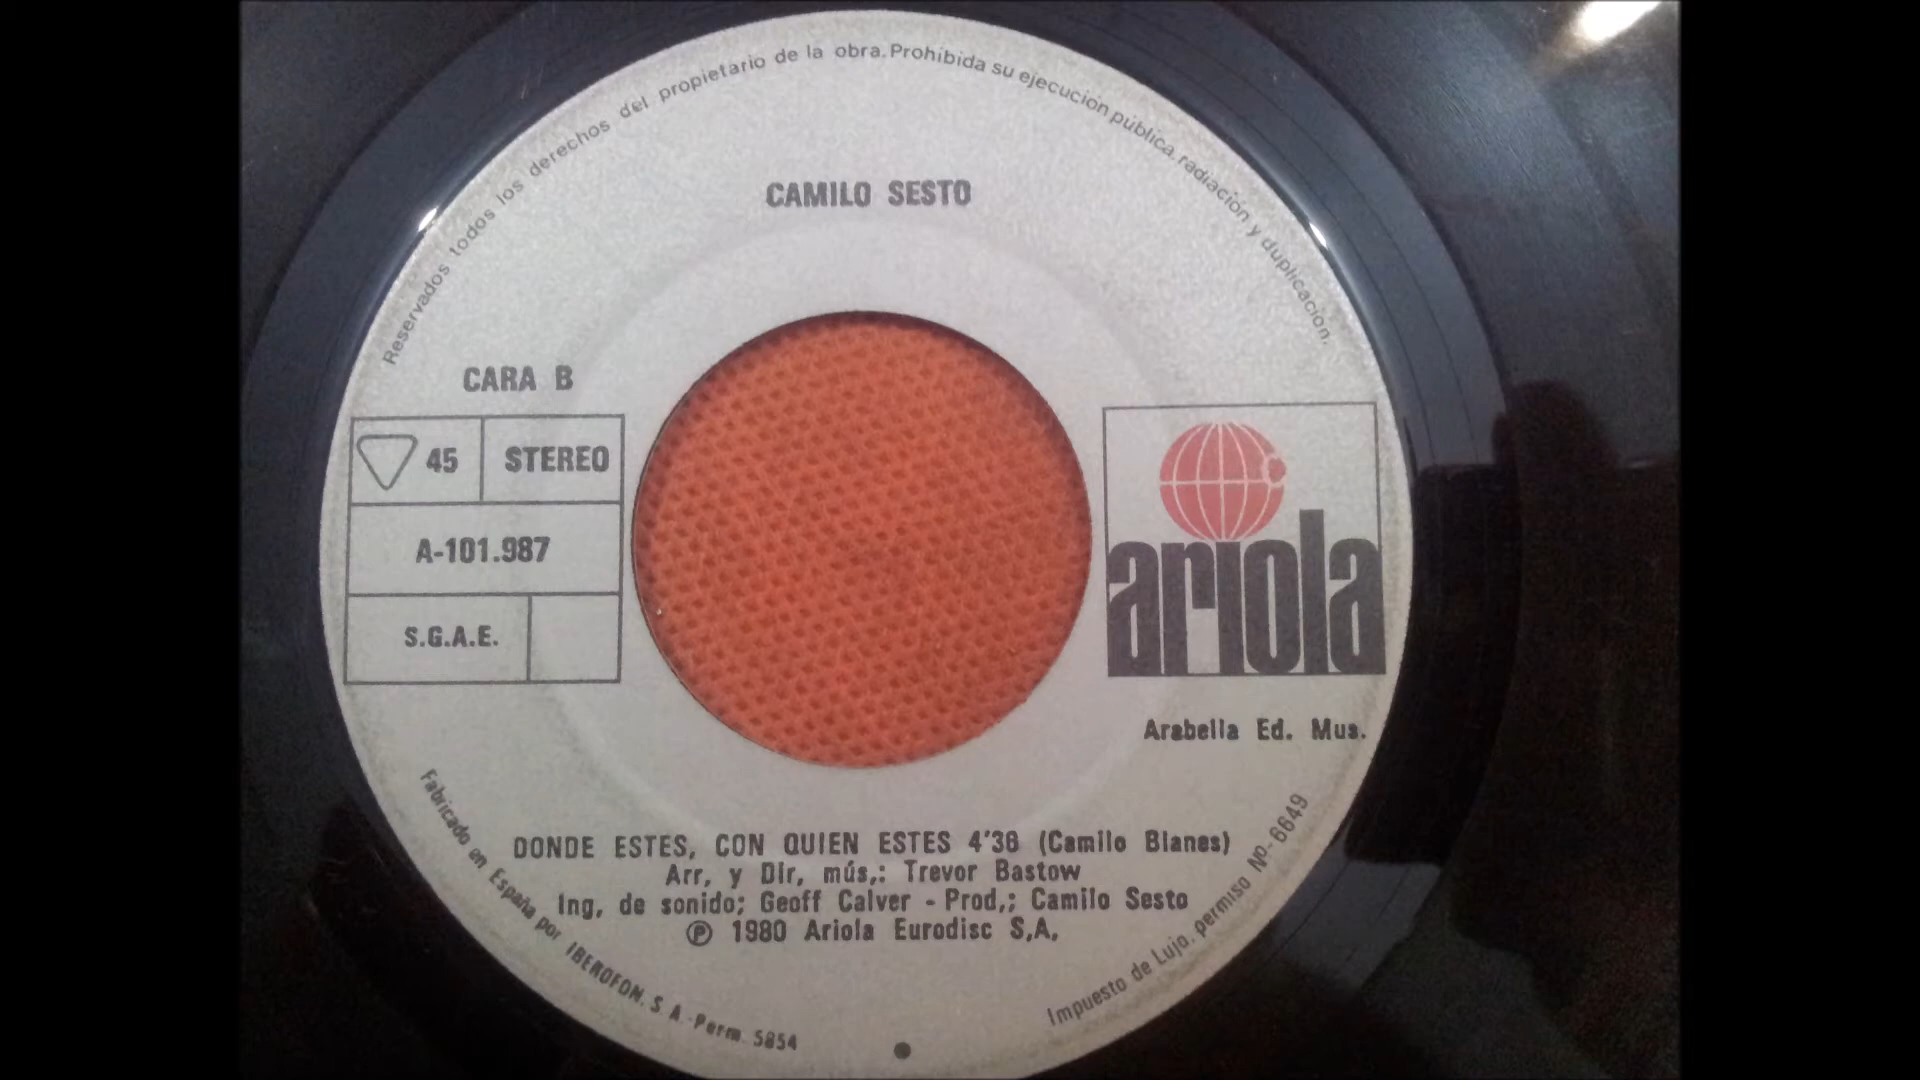 Reservados todos los derechos del propietario de la obra. Prohibida su ejecución pública, radiación y duplicación.
CAMILO SESTO
CARA B
45 STEREO
A-101.987
S.G.A.E.
ariola
Arabella Ed. Mus.
DONDE ESTES, CON QUIEN ESTES 4'38 (Camilo Blanes)
Arr, y Dir, mús,: Trevor Bastow
Ing, de sonido; Geoff Calver - Prod,; Camilo Sesto
Ⓟ 1980 Ariola Eurodisc S,A,
Fabricado en España por IBEROFON, S. A. - Perm. 5854
Impuesto de Lujo, permiso Nº-6649